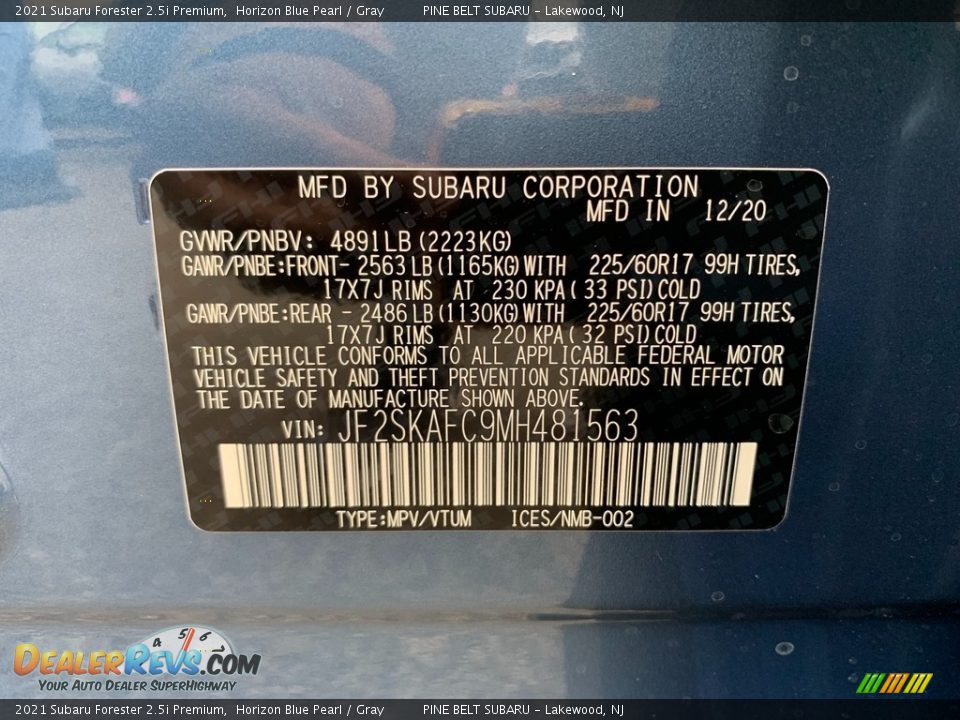 2021 Subaru Forester 2.5i Premium, Horizon Blue Pearl / Gray PINE BELT SUBARU – Lakewood, NJ
MFD BY SUBARU CORPORATION
MFD IN 12/20
GVWR/PNBV: 4891LB (2223KG)
GAWR/PNBE:FRONT- 2563 LB (1165KG) WITH 225/60R17 99H TIRES,
17X7J RIMS AT 230 KPA ( 33 PSI) COLD
GAWR/PNBE:REAR - 2486 LB (1130KG) WITH 225/60R17 99H TIRES,
17X7J RIMS AT 220 KPA ( 32 PSI) COLD
THIS VEHICLE CONFORMS TO ALL APPLICABLE FEDERAL MOTOR
VEHICLE SAFETY AND THEFT PREVENTION STANDARDS IN EFFECT ON
THE DATE OF MANUFACTURE SHOWN ABOVE.
VIN: JF2SKAFC9MH481563
TYPE:MPV/VTUM ICES/NMB-002
4 5 6
DEALERREVS.COM
YOUR AUTO DEALER SUPERHIGHWAY
2021 Subaru Forester 2.5i Premium, Horizon Blue Pearl / Gray PINE BELT SUBARU – Lakewood, NJ